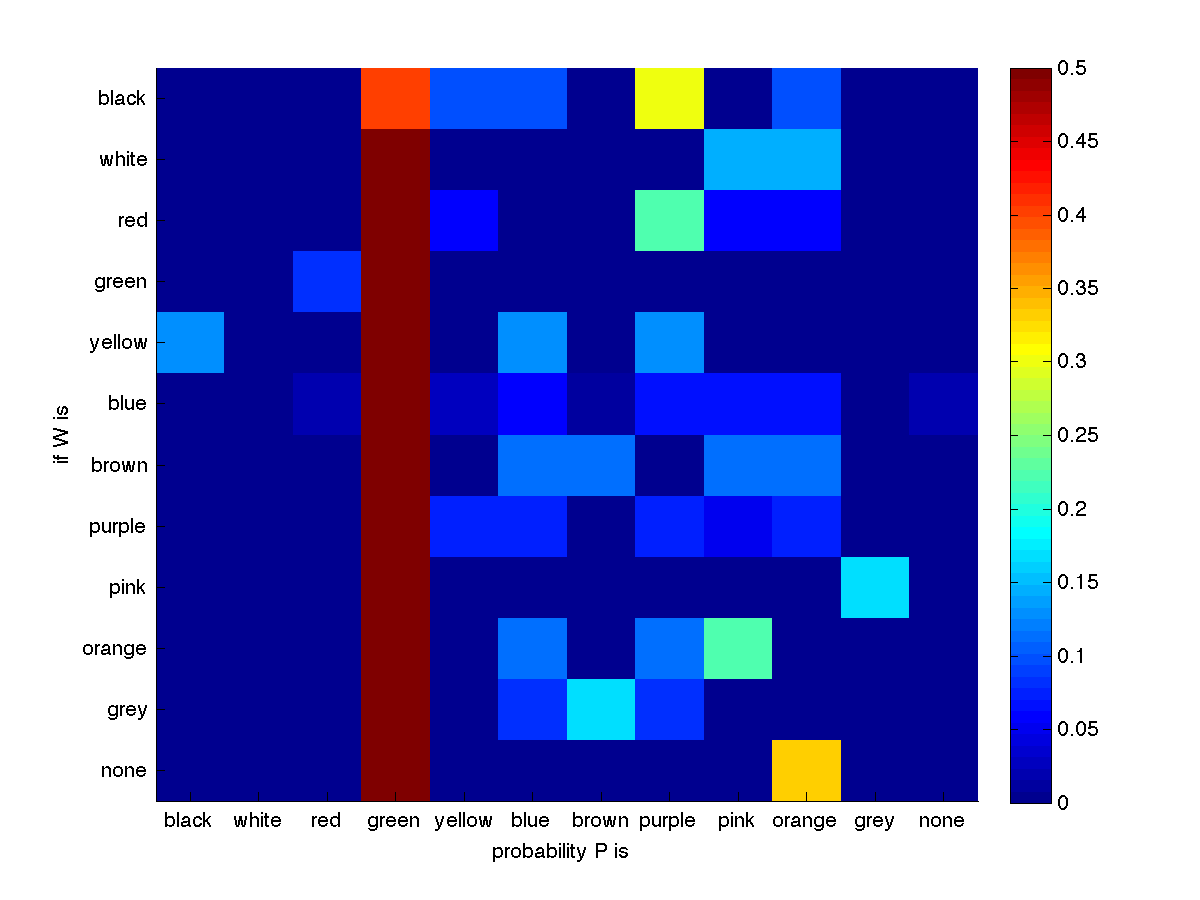 if W is
black
white
red
green
yellow
blue
brown
purple
pink
orange
grey
none
black white red green yellow blue brown purple pink orange grey none
probability P is
0.5
0.45
0.4
0.35
0.3
0.25
0.2
0.15
0.1
0.05
0